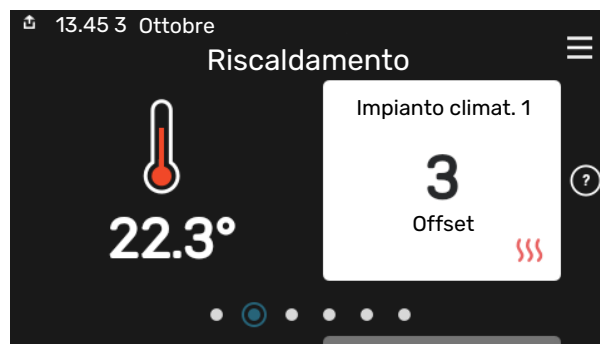 13.45 3 Ottobre
Riscaldamento
Impianto climat. 1
3
Offset
22.3°
?